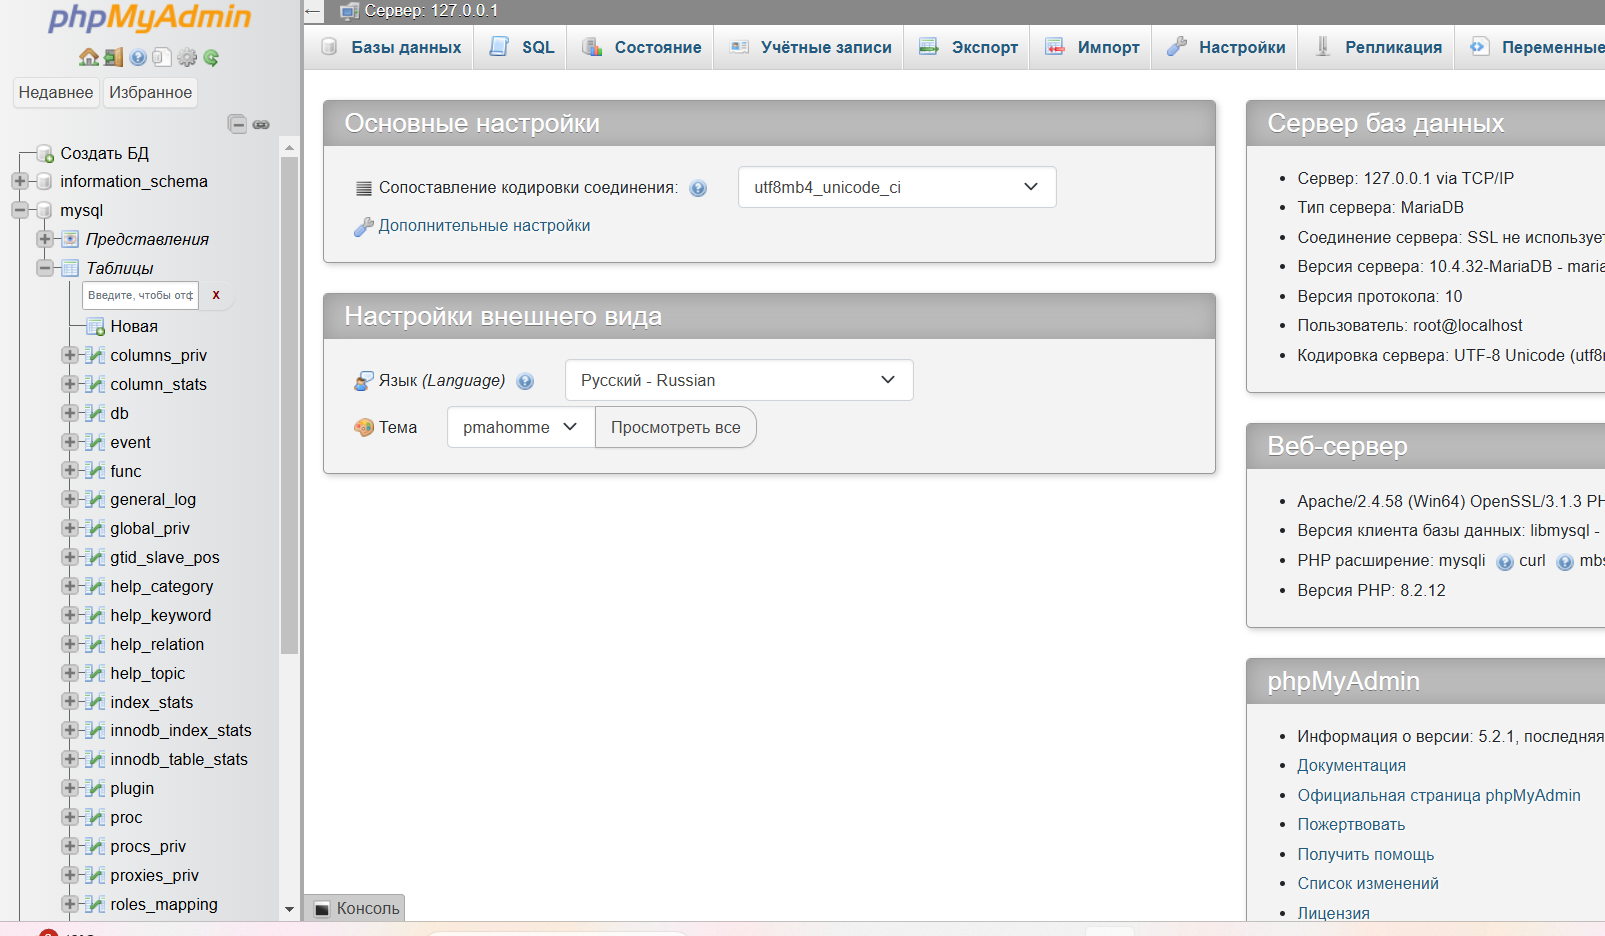 phpMyAdmin
Недавнее Избранное
Создать БД
information_schema
mysql
Представления
Таблицы
Введите, чтобы отф X
Новая
columns_priv
column_stats
db
event
func
general_log
global_priv
gtid_slave_pos
help_category
help_keyword
help_relation
help_topic
index_stats
innodb_index_stats
innodb_table_stats
plugin
proc
procs_priv
proxies_priv
roles_mapping
← Сервер: 127.0.0.1
Базы данных SQL Состояние Учётные записи Экспорт Импорт Настройки Репликация Переменные
Основные настройки
Сопоставление кодировки соединения: utf8mb4_unicode_ci
Дополнительные настройки
Настройки внешнего вида
Язык (Language) Русский - Russian
Тема pmahomme Просмотреть все
Консоль
Сервер баз данных
• Сервер: 127.0.0.1 via TCP/IP
• Тип сервера: MariaDB
• Соединение сервера: SSL не используе
• Версия сервера: 10.4.32-MariaDB - maria
• Версия протокола: 10
• Пользователь: root@localhost
• Кодировка сервера: UTF-8 Unicode (utf8
Веб-сервер
• Apache/2.4.58 (Win64) OpenSSL/3.1.3 PH
• Версия клиента базы данных: libmysql -
• PHP расширение: mysqli curl mbs
• Версия PHP: 8.2.12
phpMyAdmin
• Информация о версии: 5.2.1, последняя
• Документация
• Официальная страница phpMyAdmin
• Пожертвовать
• Получить помощь
• Список изменений
• Лицензия